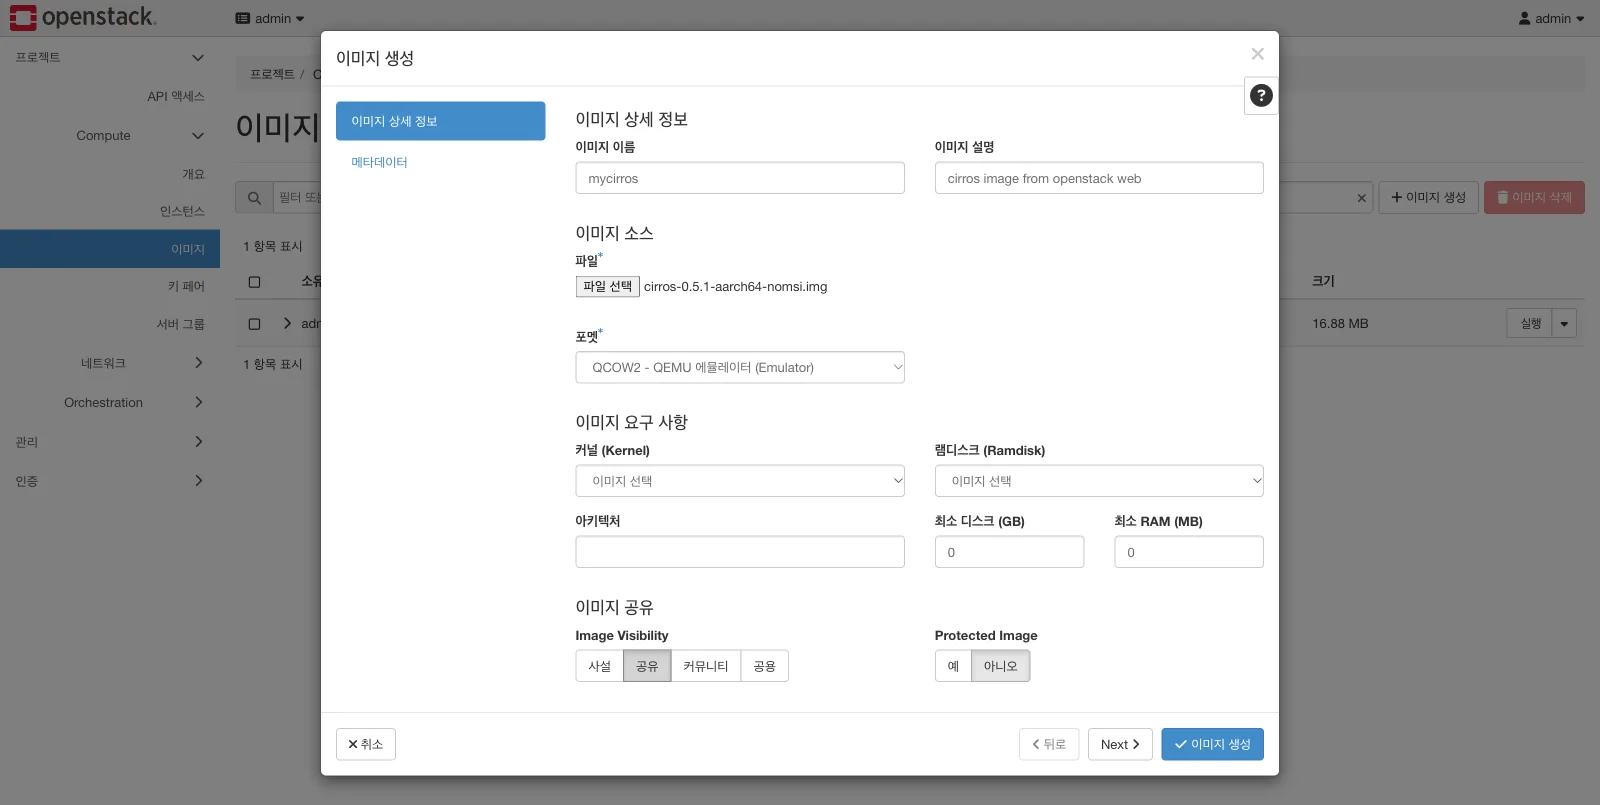 openstack.
admin
admin
프로젝트
API 액세스
Compute
개요
인스턴스
이미지
키 페어
서버 그룹
네트워크
Orchestration
관리
인증
프로젝트 /
이미지
필터 또는
이미지 생성
이미지 삭제
1 항목 표시
크기
16.88 MB
실행
1 항목 표시
이미지 생성
×
?
이미지 상세 정보
메타데이터
이미지 상세 정보
이미지 이름
이미지 설명
mycirros
cirros image from openstack web
이미지 소스
파일*
파일 선택 cirros-0.5.1-aarch64-nomsi.img
포멧*
QCOW2 - QEMU 에뮬레이터 (Emulator)
이미지 요구 사항
커널 (Kernel)
램디스크 (Ramdisk)
이미지 선택
이미지 선택
아키텍처
최소 디스크 (GB)
최소 RAM (MB)
0
0
이미지 공유
Image Visibility
Protected Image
사설 공유 커뮤니티 공용
예 아니오
취소
뒤로
Next
이미지 생성